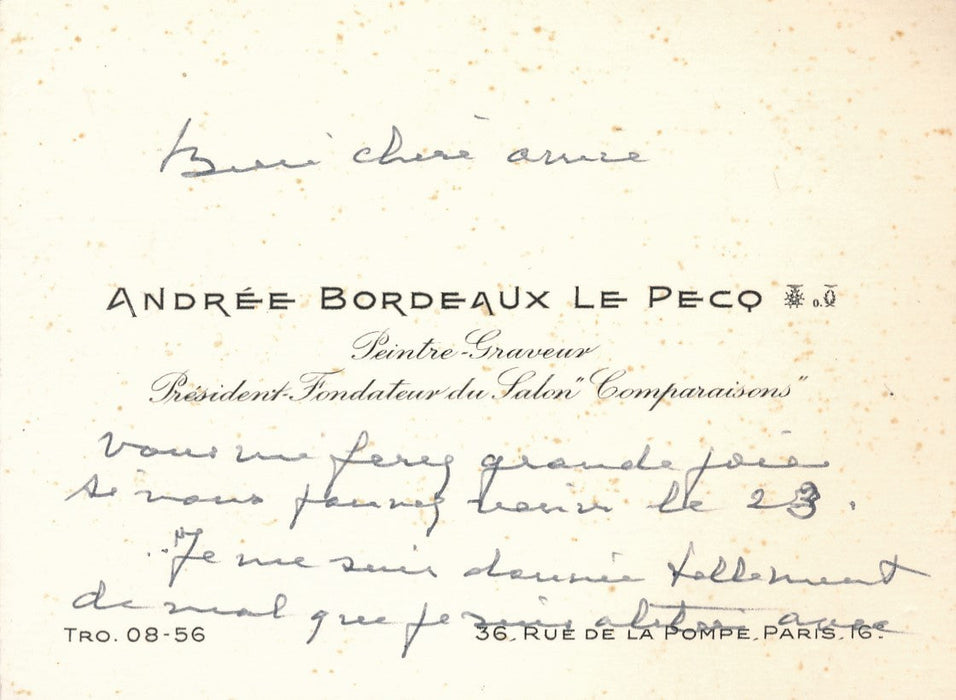 Bien chère amie
ANDRÉE BORDEAUX LE PECQ
Peintre-Graveur
Président-Fondateur du Salon "Comparaisons"
Vous me ferez grande joie
si vous pouvez venir le 23.
Je me suis donnée tellement
de mal que je suis alitée avec
TRO. 08-56
36, RUE DE LA POMPE, PARIS. 16e